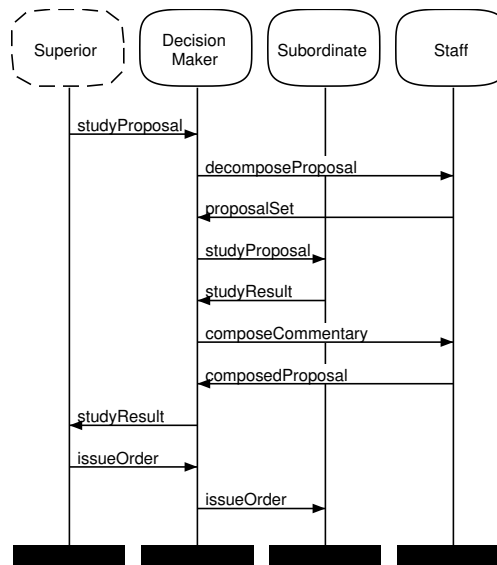 Superior
Decision
Maker
Subordinate
Staff
studyProposal
decomposeProposal
proposalSet
studyProposal
studyResult
composeCommentary
composedProposal
studyResult
issueOrder
issueOrder